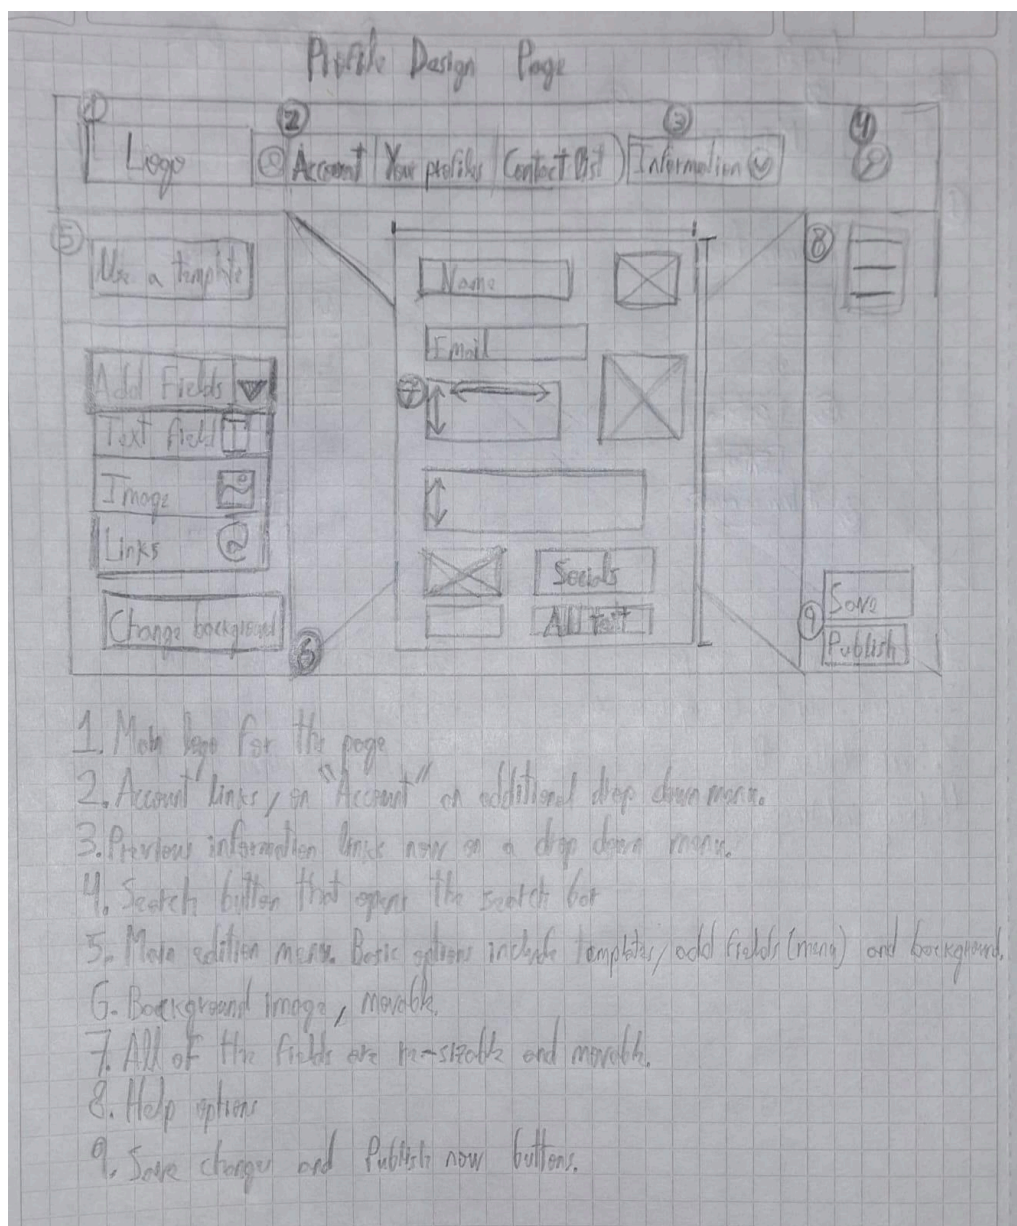 Profile Design Page
1
2
3
4
Logo
Account
Your profiles
Contact list
Information
5
8
Use a template
Name
Email
Add Fields
7
Text field
T
Image
Links
Socials
Add text
Save
Change background
6
9
Publish
1. Main logo for the page
2. Account links, on "Account" an additional drop down menu.
3. Previous information links now on a drop down menu.
4. Search button that opens the search bar
5. Main edition menu. Basic options include templates, add fields (menu) and background.
6. Background image, movable.
7. All of the fields are re-sizable and movable.
8. Help options
9. Save changes and Publish now buttons.